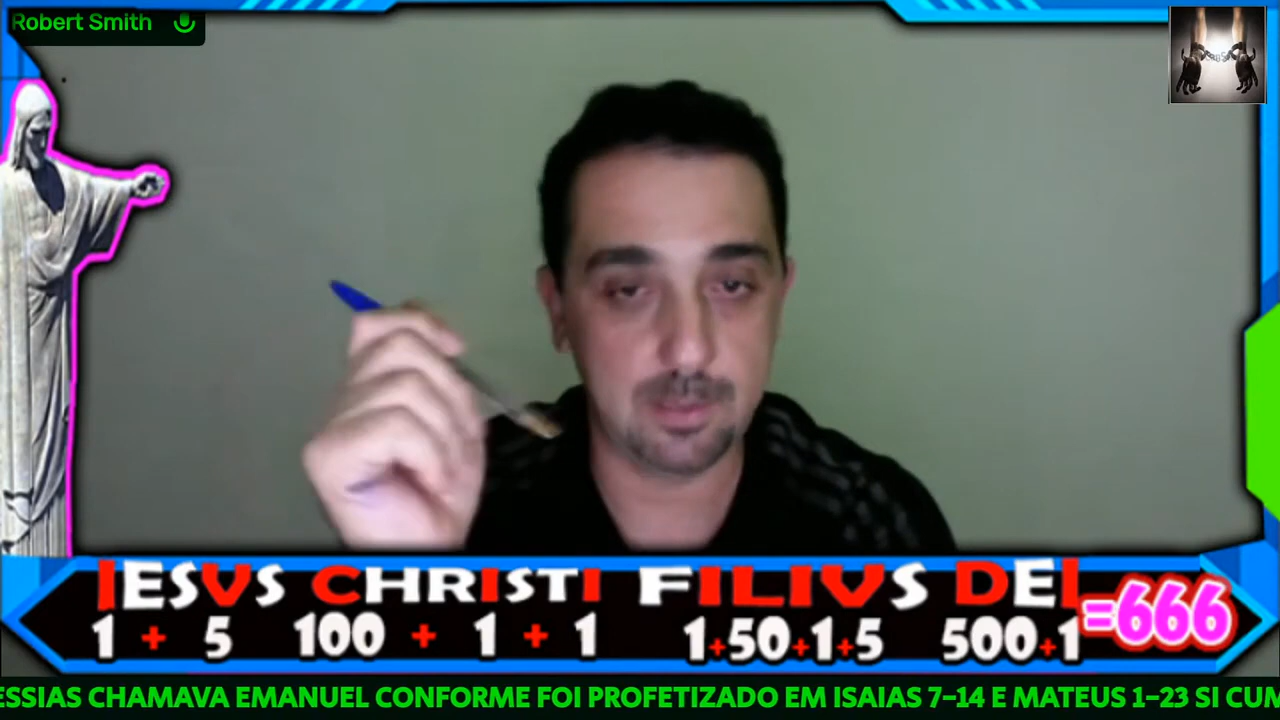 Robert Smith
IESVS CHRISTI FILIVS DEI
1 + 5 100 + 1 + 1 1+50+1+5 500+1 =666
ESSIAS CHAMAVA EMANUEL CONFORME FOI PROFETIZADO EM ISAIAS 7-14 E MATEUS 1-23 SI CUM